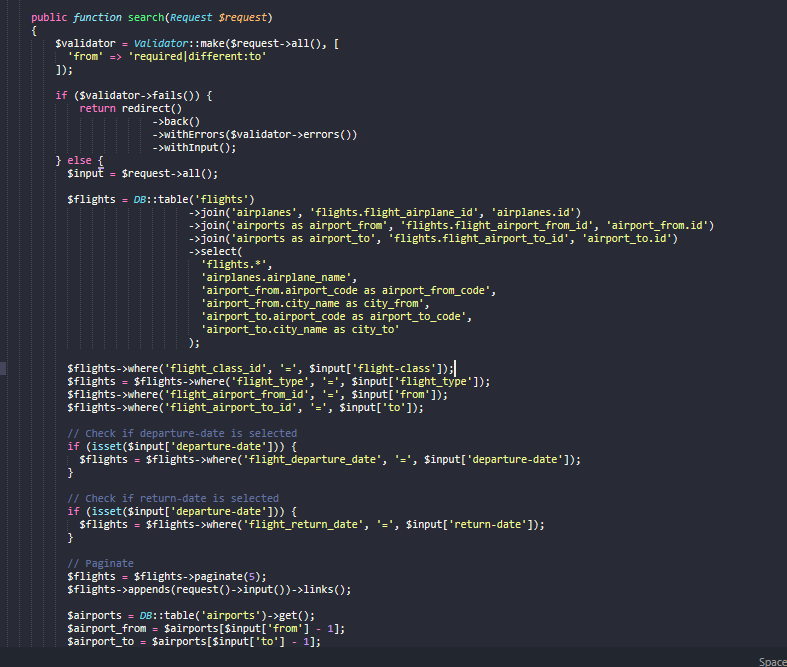 public function search(Request $request)
{
$validator = Validator::make($request->all(), [
'from' => 'required|different:to'
]);
if ($validator->fails()) {
return redirect()
->back()
->withErrors($validator->errors())
->withInput();
} else {
$input = $request->all();
$flights = DB::table('flights')
->join('airplanes', 'flights.flight_airplane_id', 'airplanes.id')
->join('airports as airport_from', 'flights.flight_airport_from_id', 'airport_from.id')
->join('airports as airport_to', 'flights.flight_airport_to_id', 'airport_to.id')
->select(
'flights.*',
'airplanes.airplane_name',
'airport_from.airport_code as airport_from_code',
'airport_from.city_name as city_from',
'airport_to.airport_code as airport_to_code',
'airport_to.city_name as city_to'
);
$flights->where('flight_class_id', '=', $input['flight-class']);
$flights = $flights->where('flight_type', '=', $input['flight_type']);
$flights->where('flight_airport_from_id', '=', $input['from']);
$flights->where('flight_airport_to_id', '=', $input['to']);
// Check if departure-date is selected
if (isset($input['departure-date'])) {
$flights = $flights->where('flight_departure_date', '=', $input['departure-date']);
}
// Check if return-date is selected
if (isset($input['departure-date'])) {
$flights = $flights->where('flight_return_date', '=', $input['return-date']);
}
// Paginate
$flights = $flights->paginate(5);
$flights->appends(request()->input())->links();
$airports = DB::table('airports')->get();
$airport_from = $airports[$input['from'] - 1];
$airport_to = $airports[$input['to'] - 1];
Space